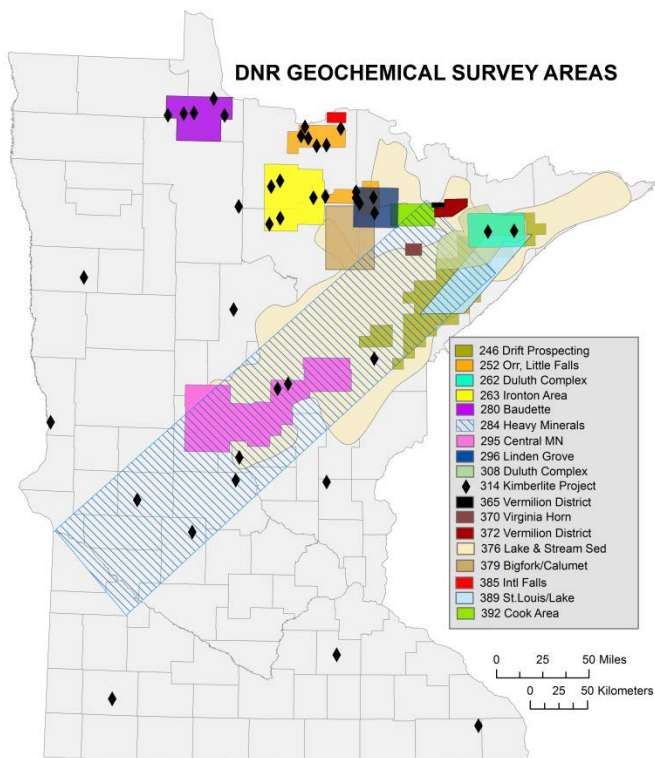 DNR GEOCHEMICAL SURVEY AREAS
246 Drift Prospecting
252 Orr, Little Falls
262 Duluth Complex
263 Ironton Area
280 Baudette
284 Heavy Minerals
295 Central MN
296 Linden Grove
308 Duluth Complex
314 Kimberlite Project
365 Vermilion District
370 Virginia Horn
372 Vermilion District
376 Lake & Stream Sed
379 Bigfork/Calumet
385 Intl Falls
389 St.Louis/Lake
392 Cook Area
0 25 50 Miles
0 25 50 Kilometers